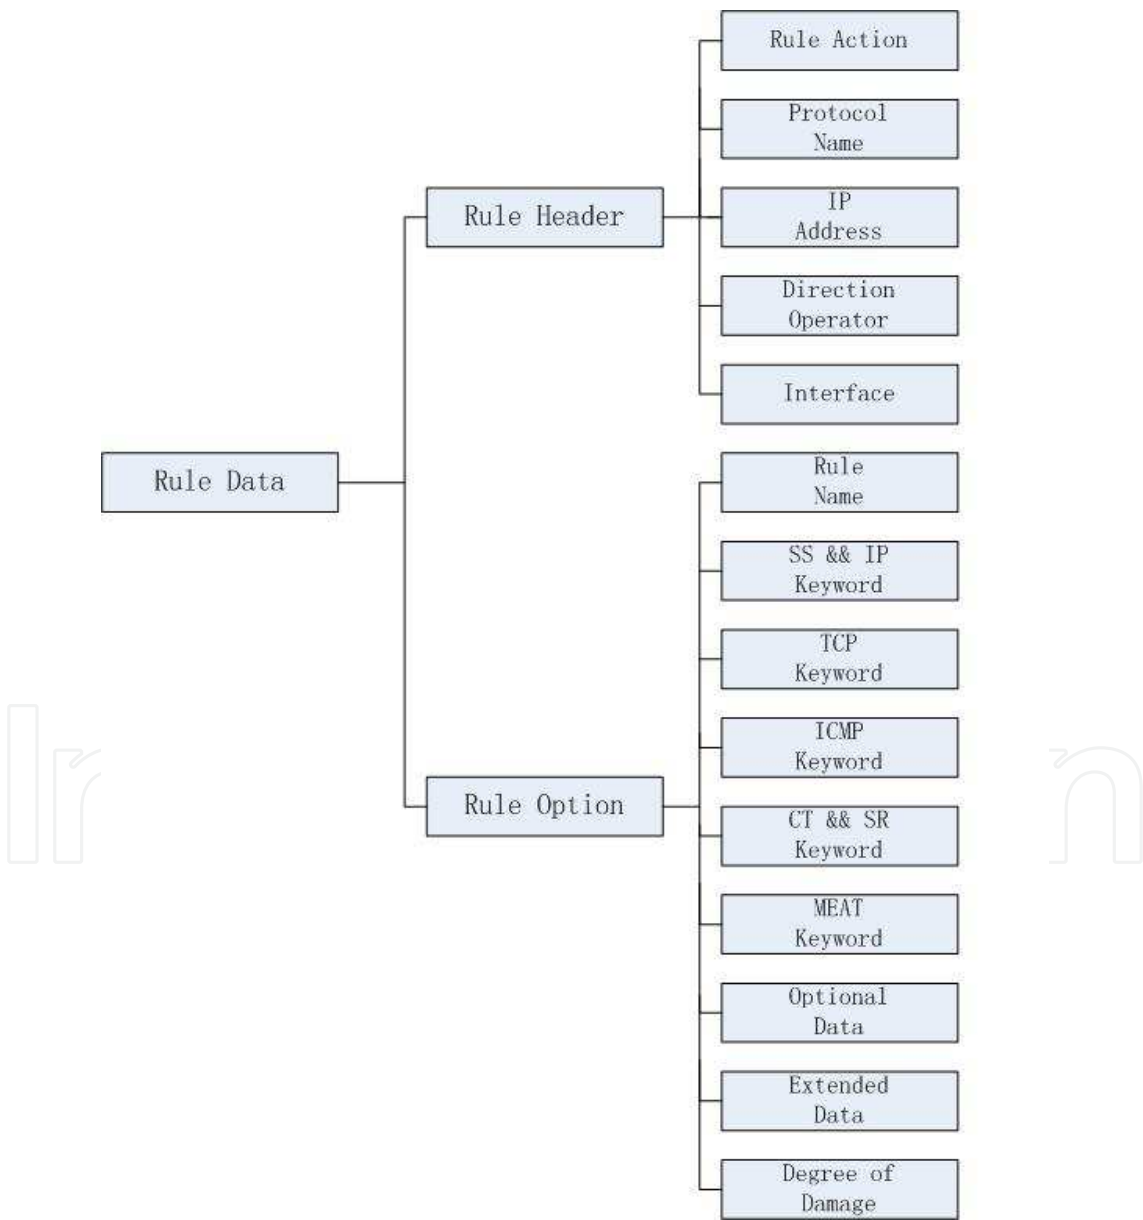 Rule Action
Protocol
Name
IP
Address
Rule Header
Direction
Operator
Interface
Rule Data
Rule
Name
SS && IP
Keyword
TCP
Keyword
ICMP
Keyword
Rule Option
CT && SR
Keyword
MEAT
Keyword
Optional
Data
Extended
Data
Degree of
Damage